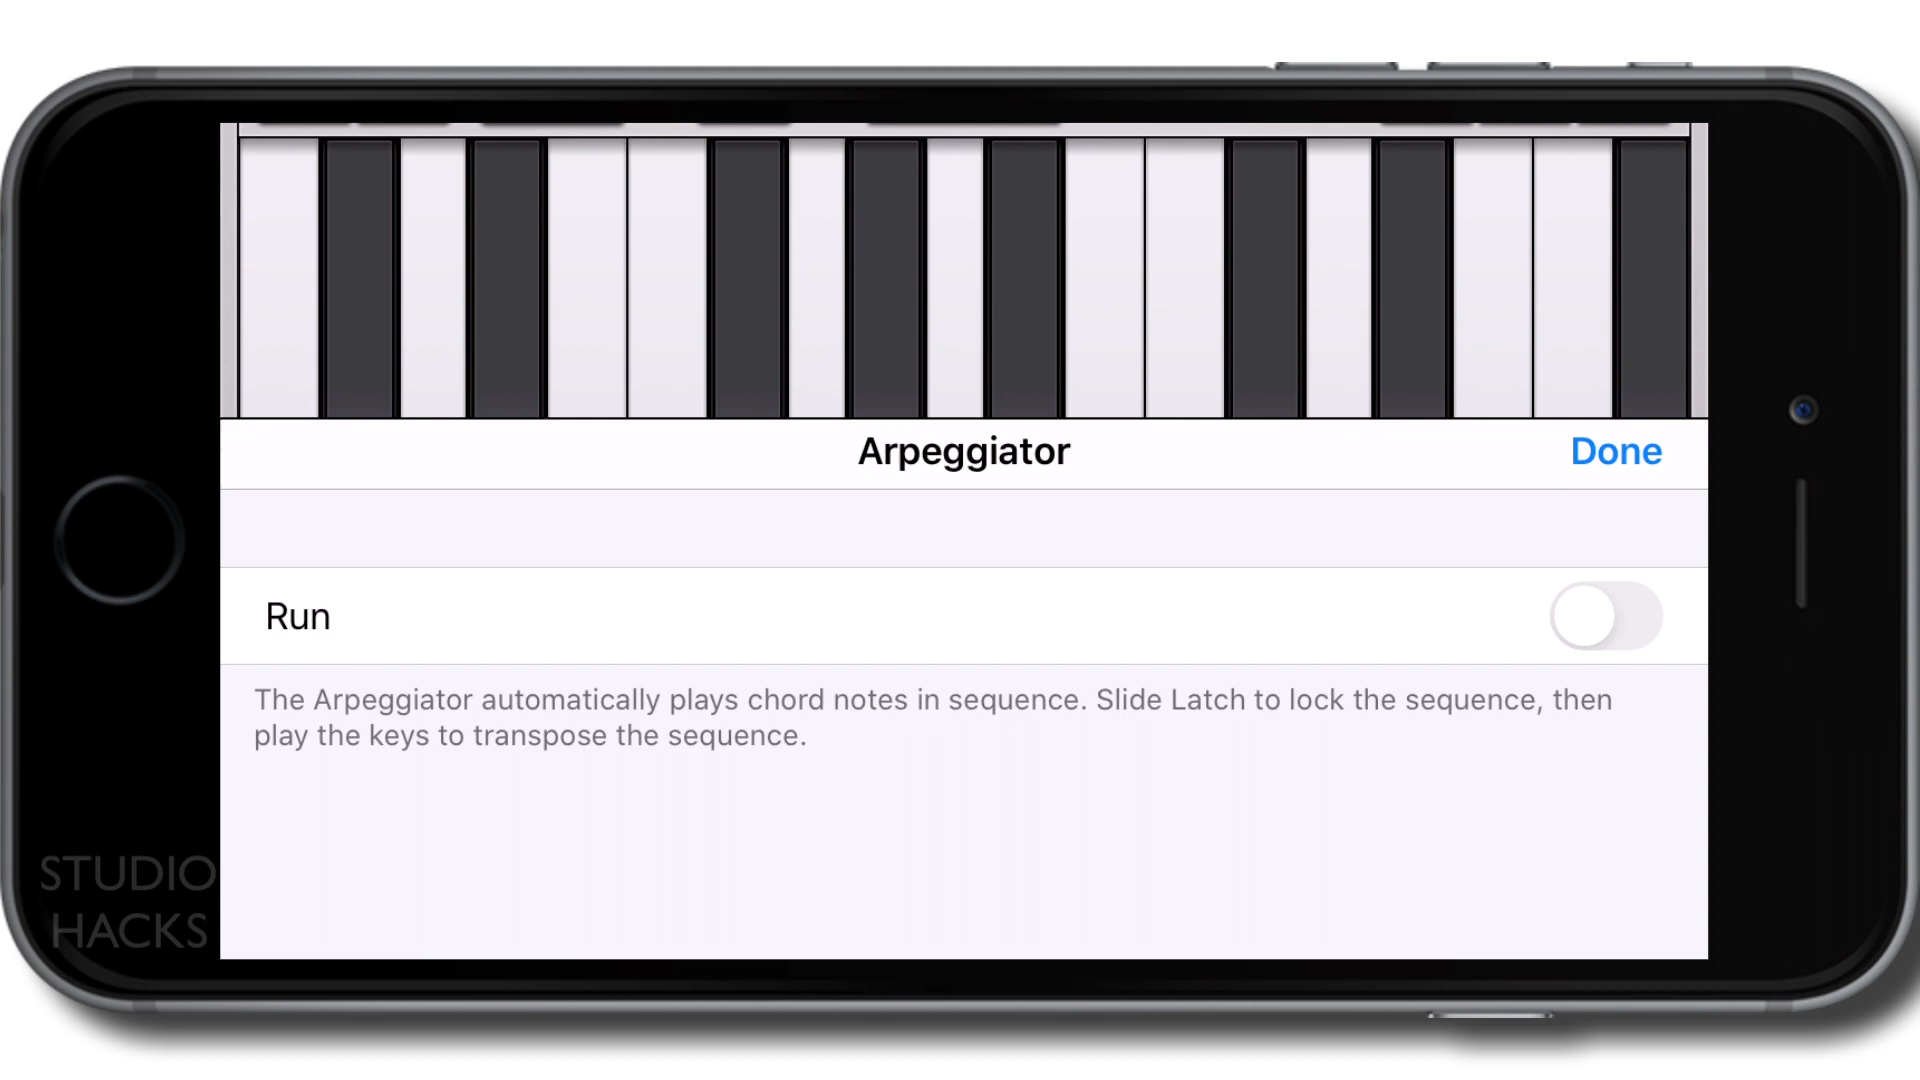 Arpeggiator
Done
Run
The Arpeggiator automatically plays chord notes in sequence. Slide Latch to lock the sequence, then
play the keys to transpose the sequence.
STUDIO
HACKS